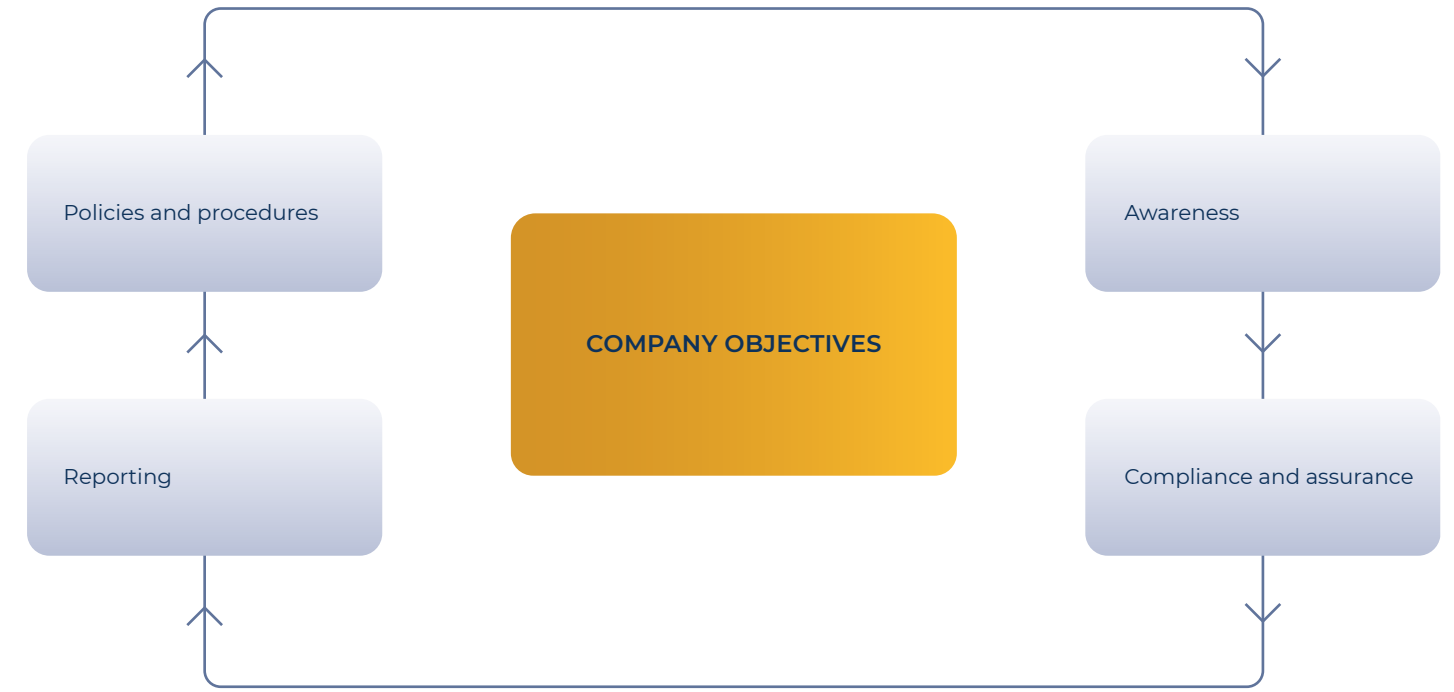 Policies and procedures
Awareness
COMPANY OBJECTIVES
Reporting
Compliance and assurance